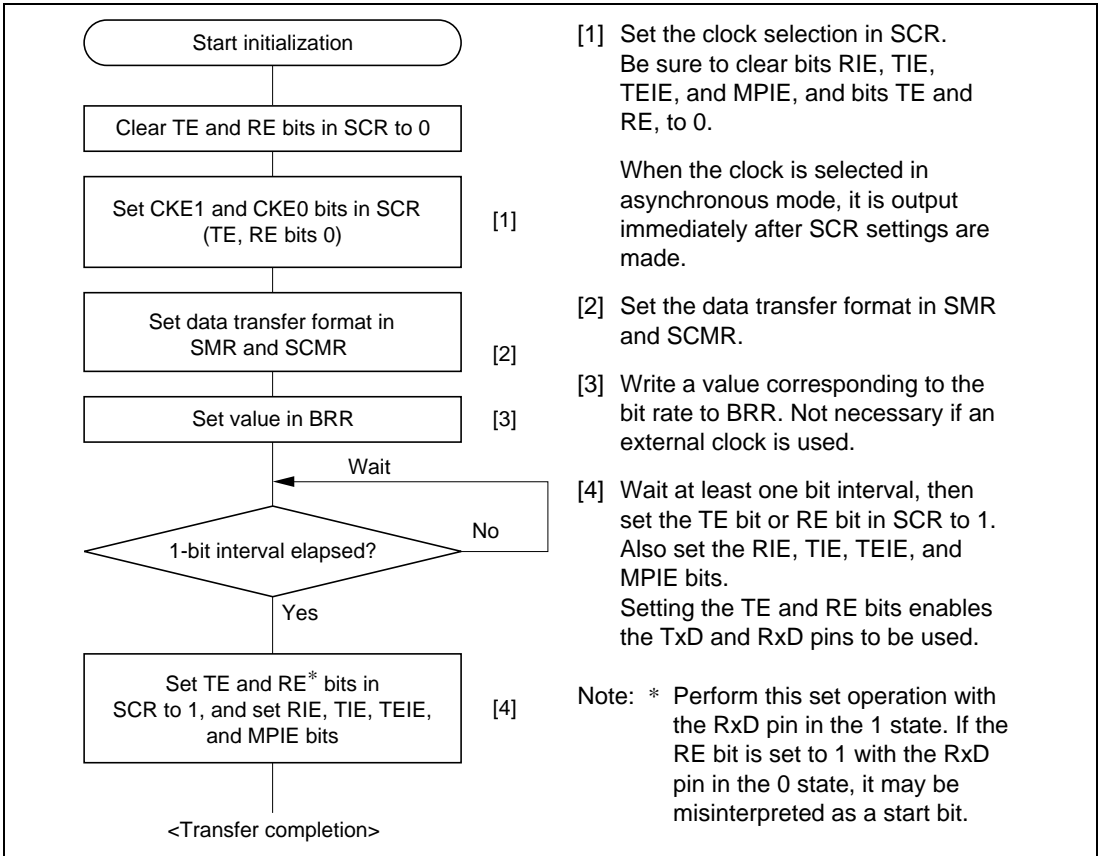 Start initialization
Clear TE and RE bits in SCR to 0
Set CKE1 and CKE0 bits in SCR
(TE, RE bits 0)
[1]
Set data transfer format in
SMR and SCMR
[2]
Set value in BRR
[3]
Wait
1-bit interval elapsed?
No
Yes
Set TE and RE* bits in
SCR to 1, and set RIE, TIE, TEIE,
and MPIE bits
[4]
<Transfer completion>
[1] Set the clock selection in SCR.
Be sure to clear bits RIE, TIE,
TEIE, and MPIE, and bits TE and
RE, to 0.
When the clock is selected in
asynchronous mode, it is output
immediately after SCR settings are
made.
[2] Set the data transfer format in SMR
and SCMR.
[3] Write a value corresponding to the
bit rate to BRR. Not necessary if an
external clock is used.
[4] Wait at least one bit interval, then
set the TE bit or RE bit in SCR to 1.
Also set the RIE, TIE, TEIE, and
MPIE bits.
Setting the TE and RE bits enables
the TxD and RxD pins to be used.
Note: * Perform this set operation with
the RxD pin in the 1 state. If the
RE bit is set to 1 with the RxD
pin in the 0 state, it may be
misinterpreted as a start bit.